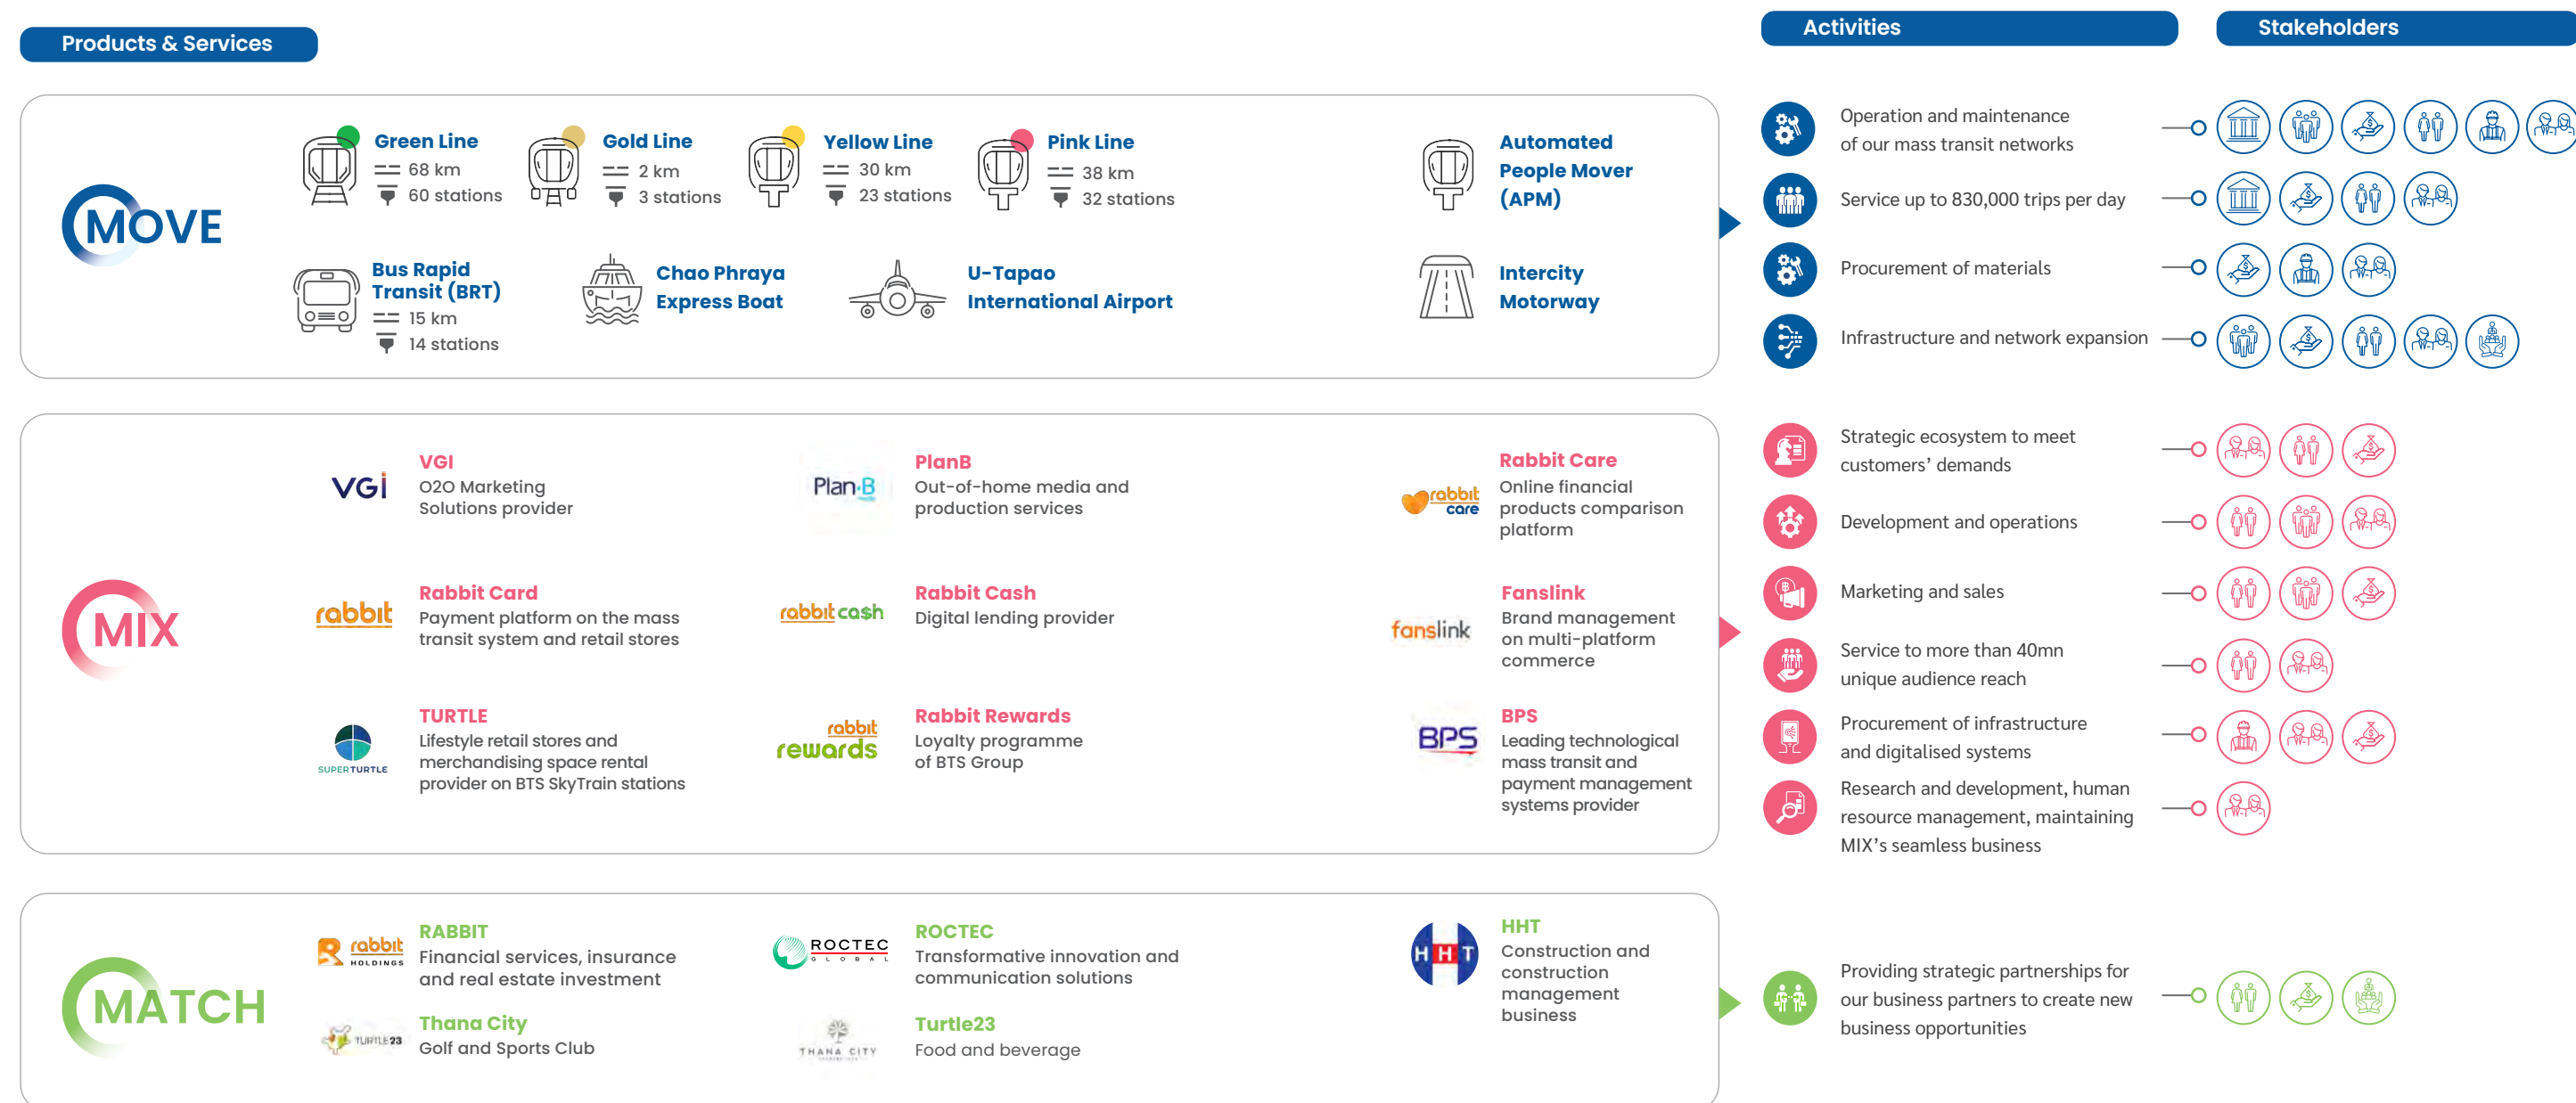 Products & Services
Activities
Stakeholders
MOVE
Green Line
68 km
60 stations
Gold Line
2 km
3 stations
Yellow Line
30 km
23 stations
Pink Line
38 km
32 stations
Automated
People Mover
(APM)
Bus Rapid
Transit (BRT)
15 km
14 stations
Chao Phraya
Express Boat
U-Tapao
International Airport
Intercity
Motorway
Operation and maintenance
of our mass transit networks
Service up to 830,000 trips per day
Procurement of materials
Infrastructure and network expansion
MIX
VGI
VGI
O2O Marketing
Solutions provider
Plan B
PlanB
Out-of-home media and
production services
rabbit
care
Rabbit Care
Online financial
products comparison
platform
rabbit
Rabbit Card
Payment platform on the mass
transit system and retail stores
rabbit cash
Rabbit Cash
Digital lending provider
fanslink
Fanslink
Brand management
on multi-platform
commerce
SUPERTURTLE
TURTLE
Lifestyle retail stores and
merchandising space rental
provider on BTS SkyTrain stations
rabbit
rewards
Rabbit Rewards
Loyalty programme
of BTS Group
BPS
BPS
Leading technological
mass transit and
payment management
systems provider
Strategic ecosystem to meet
customers’ demands
Development and operations
Marketing and sales
Service to more than 40mn
unique audience reach
Procurement of infrastructure
and digitalised systems
Research and development, human
resource management, maintaining
MIX’s seamless business
MATCH
rabbit
HOLDINGS
RABBIT
Financial services, insurance
and real estate investment
ROCTEC
GLOBAL
ROCTEC
Transformative innovation and
communication solutions
HHT
HHT
Construction and
construction
management
business
TURTLE23
Thana City
Golf and Sports Club
THANA CITY
Turtle23
Food and beverage
Providing strategic partnerships for
our business partners to create new
business opportunities